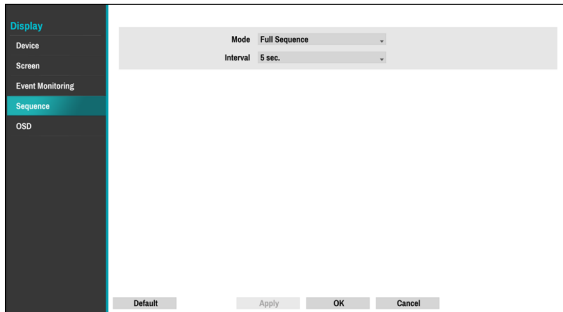 Display
Device
Screen
Event Monitoring
Sequence
OSD
Mode Full Sequence
Interval 5 sec.
Default Apply OK Cancel